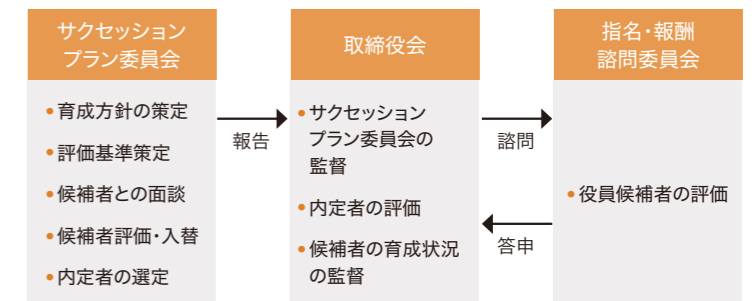 サクセッション
プラン委員会
• 育成方針の策定
• 評価基準策定
• 候補者との面談
• 候補者評価・入替
• 内定者の選定
報告
取締役会
• サクセッション
プラン委員会の
監督
• 内定者の評価
• 候補者の育成状況
の監督
諮問
答申
指名・報酬
諮問委員会
• 役員候補者の評価